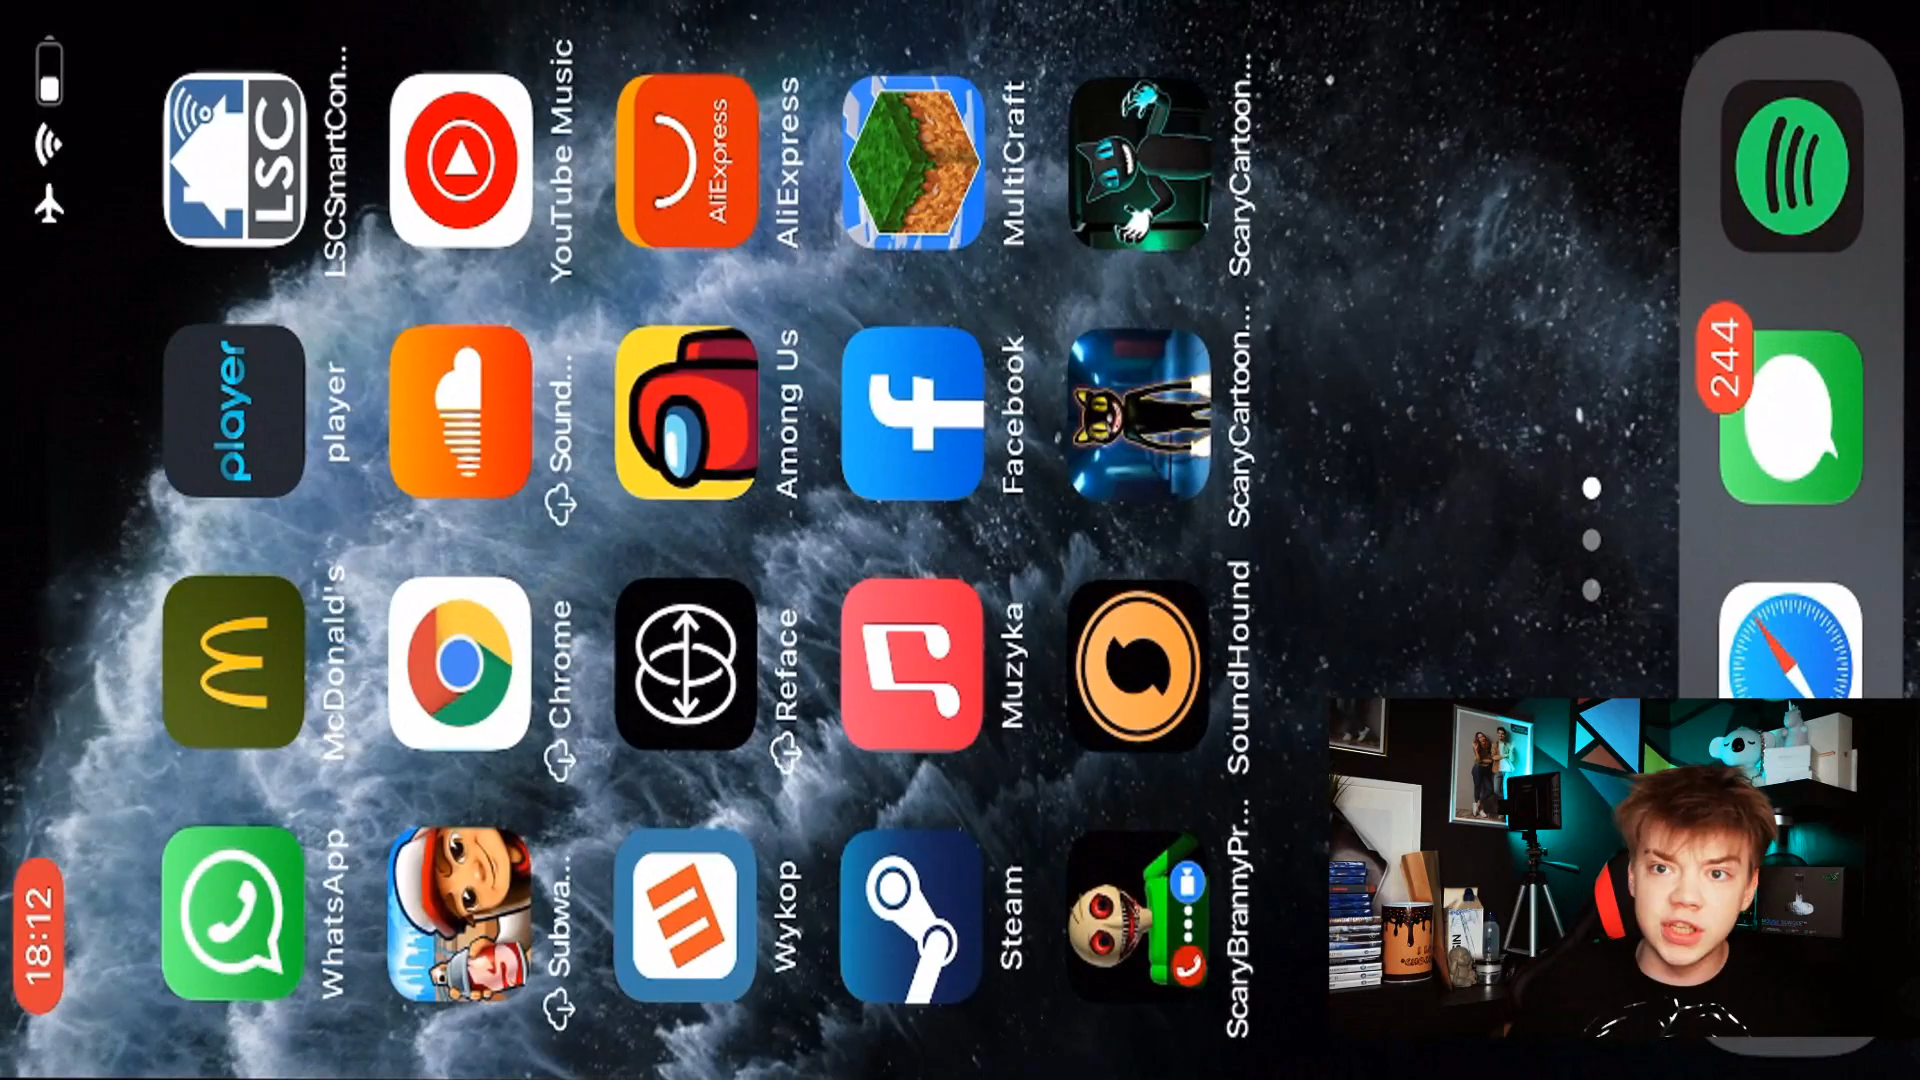 18:12
WhatsApp
McDonald's
player
player
LSC
LSCSmartCon...
Subwa...
Chrome
Sound...
YouTube Music
Wykop
Reface
Among Us
AliExpress
AliExpress
Steam
Muzyka
Facebook
MultiCraft
ScaryBrannyPr...
SoundHound
ScaryCartoon...
ScaryCartoon...
244